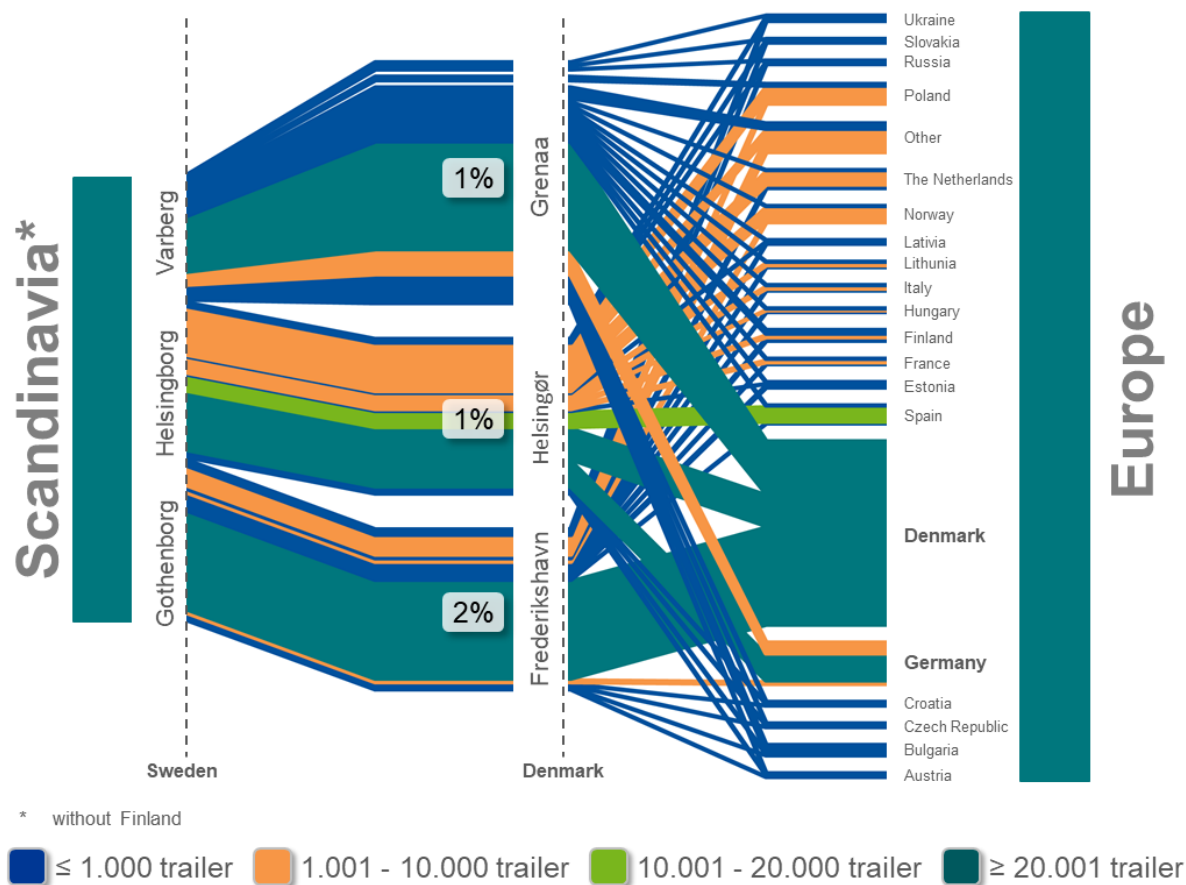 Scandinavia*
Varberg
Helsingborg
Gothenborg
Sweden
1%
1%
2%
Grenaa
Helsingør
Frederikshavn
Denmark
Ukraine
Slovakia
Russia
Poland
Other
The Netherlands
Norway
Lativia
Lithunia
Italy
Hungary
Finland
France
Estonia
Spain
Denmark
Germany
Croatia
Czech Republic
Bulgaria
Austria
Europe
* without Finland
≤ 1.000 trailer
1.001 - 10.000 trailer
10.001 - 20.000 trailer
≥ 20.001 trailer